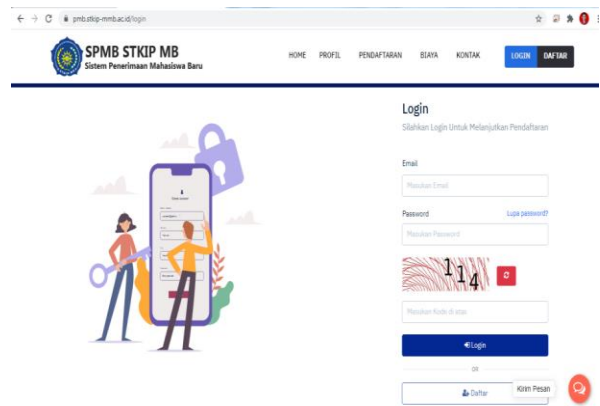 pmb.stkip-mmb.ac.id/login
SPMB STKIP MB
Sistem Penerimaan Mahasiswa Baru
HOME PROFIL PENDAFTARAN BIAYA KONTAK LOGIN DAFTAR
Login
Silahkan Login Untuk Melanjutkan Pendaftaran
Email
Masukan Email
Password Lupa password?
Masukan Password
114
Masukan Kode di atas
Login
OR
Daftar
Kirim Pesan